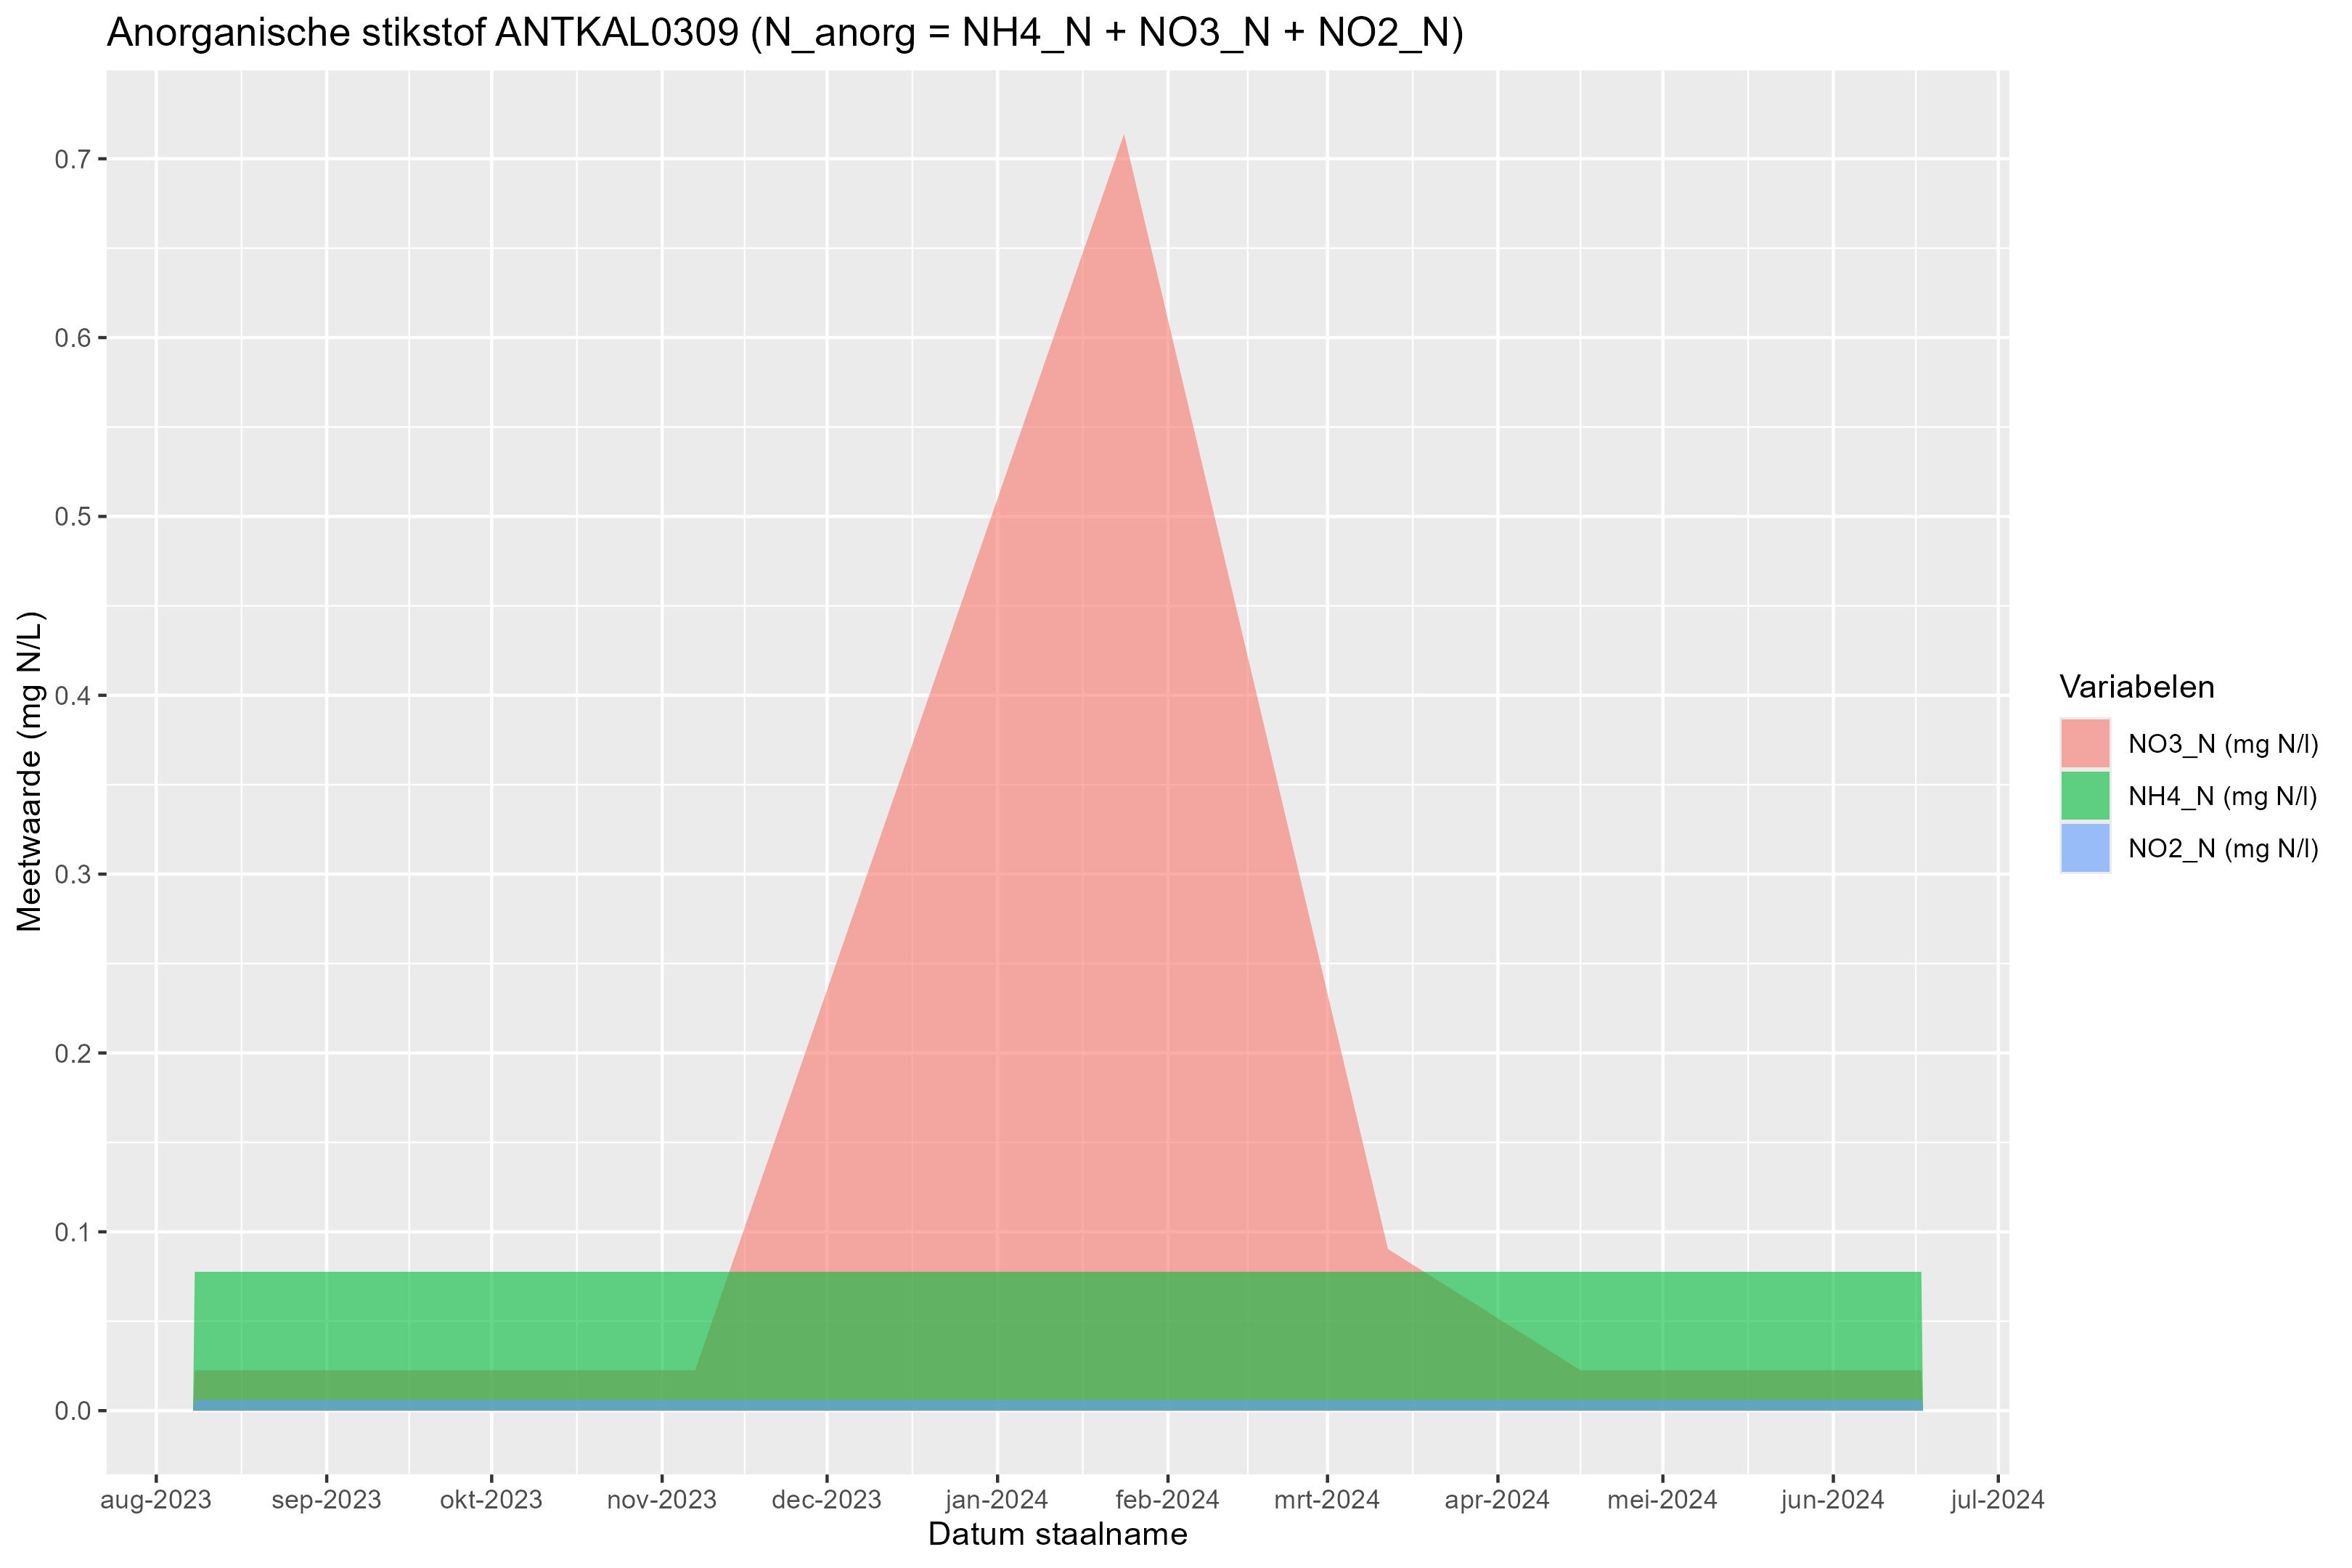 Anorganische stikstof ANTKAL0309 (N_anorg = NH4_N + NO3_N + NO2_N)
Meetwaarde (mg N/L)
0.7
0.6
0.5
0.4
0.3
0.2
0.1
0.0
aug-2023 sep-2023 okt-2023 nov-2023 dec-2023 jan-2024 feb-2024 mrt-2024 apr-2024 mei-2024 jun-2024 jul-2024
Datum staalname
Variabelen
NO3_N (mg N/l)
NH4_N (mg N/l)
NO2_N (mg N/l)